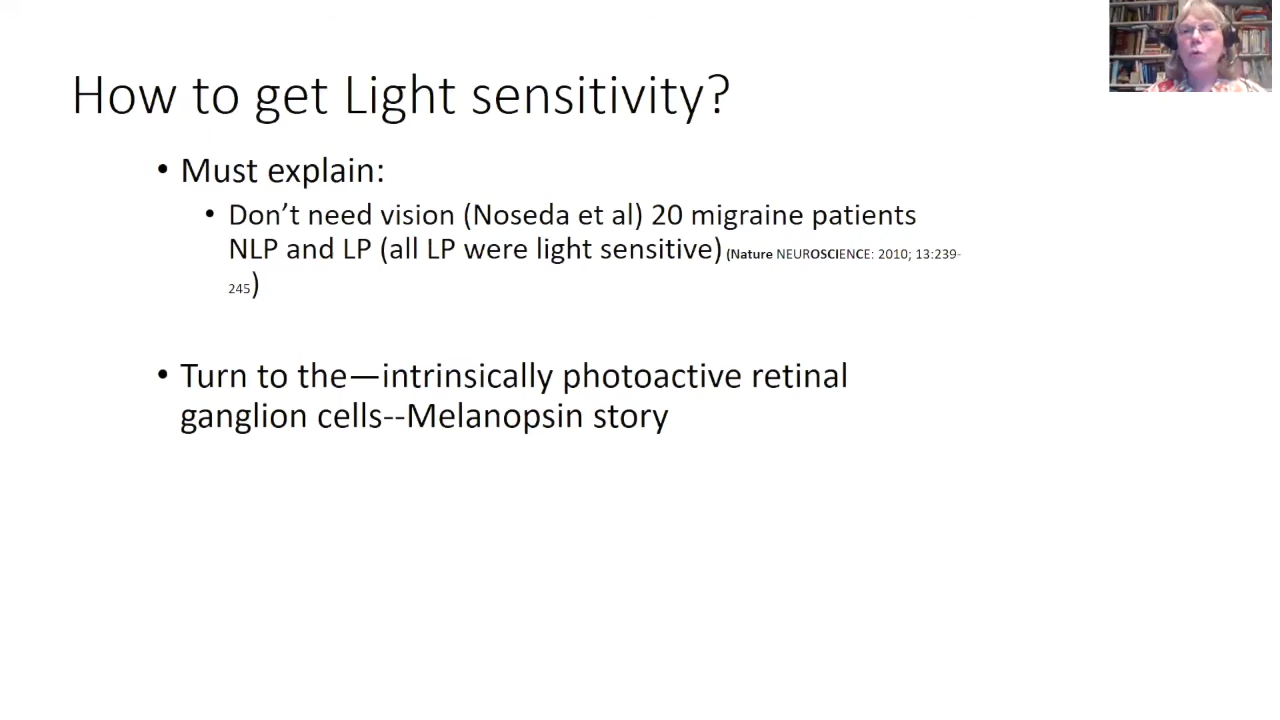 How to get Light sensitivity?
• Must explain:
• Don’t need vision (Noseda et al) 20 migraine patients
NLP and LP (all LP were light sensitive) (Nature NEUROSCIENCE: 2010; 13:239-
245)
• Turn to the—intrinsically photoactive retinal
ganglion cells--Melanopsin story